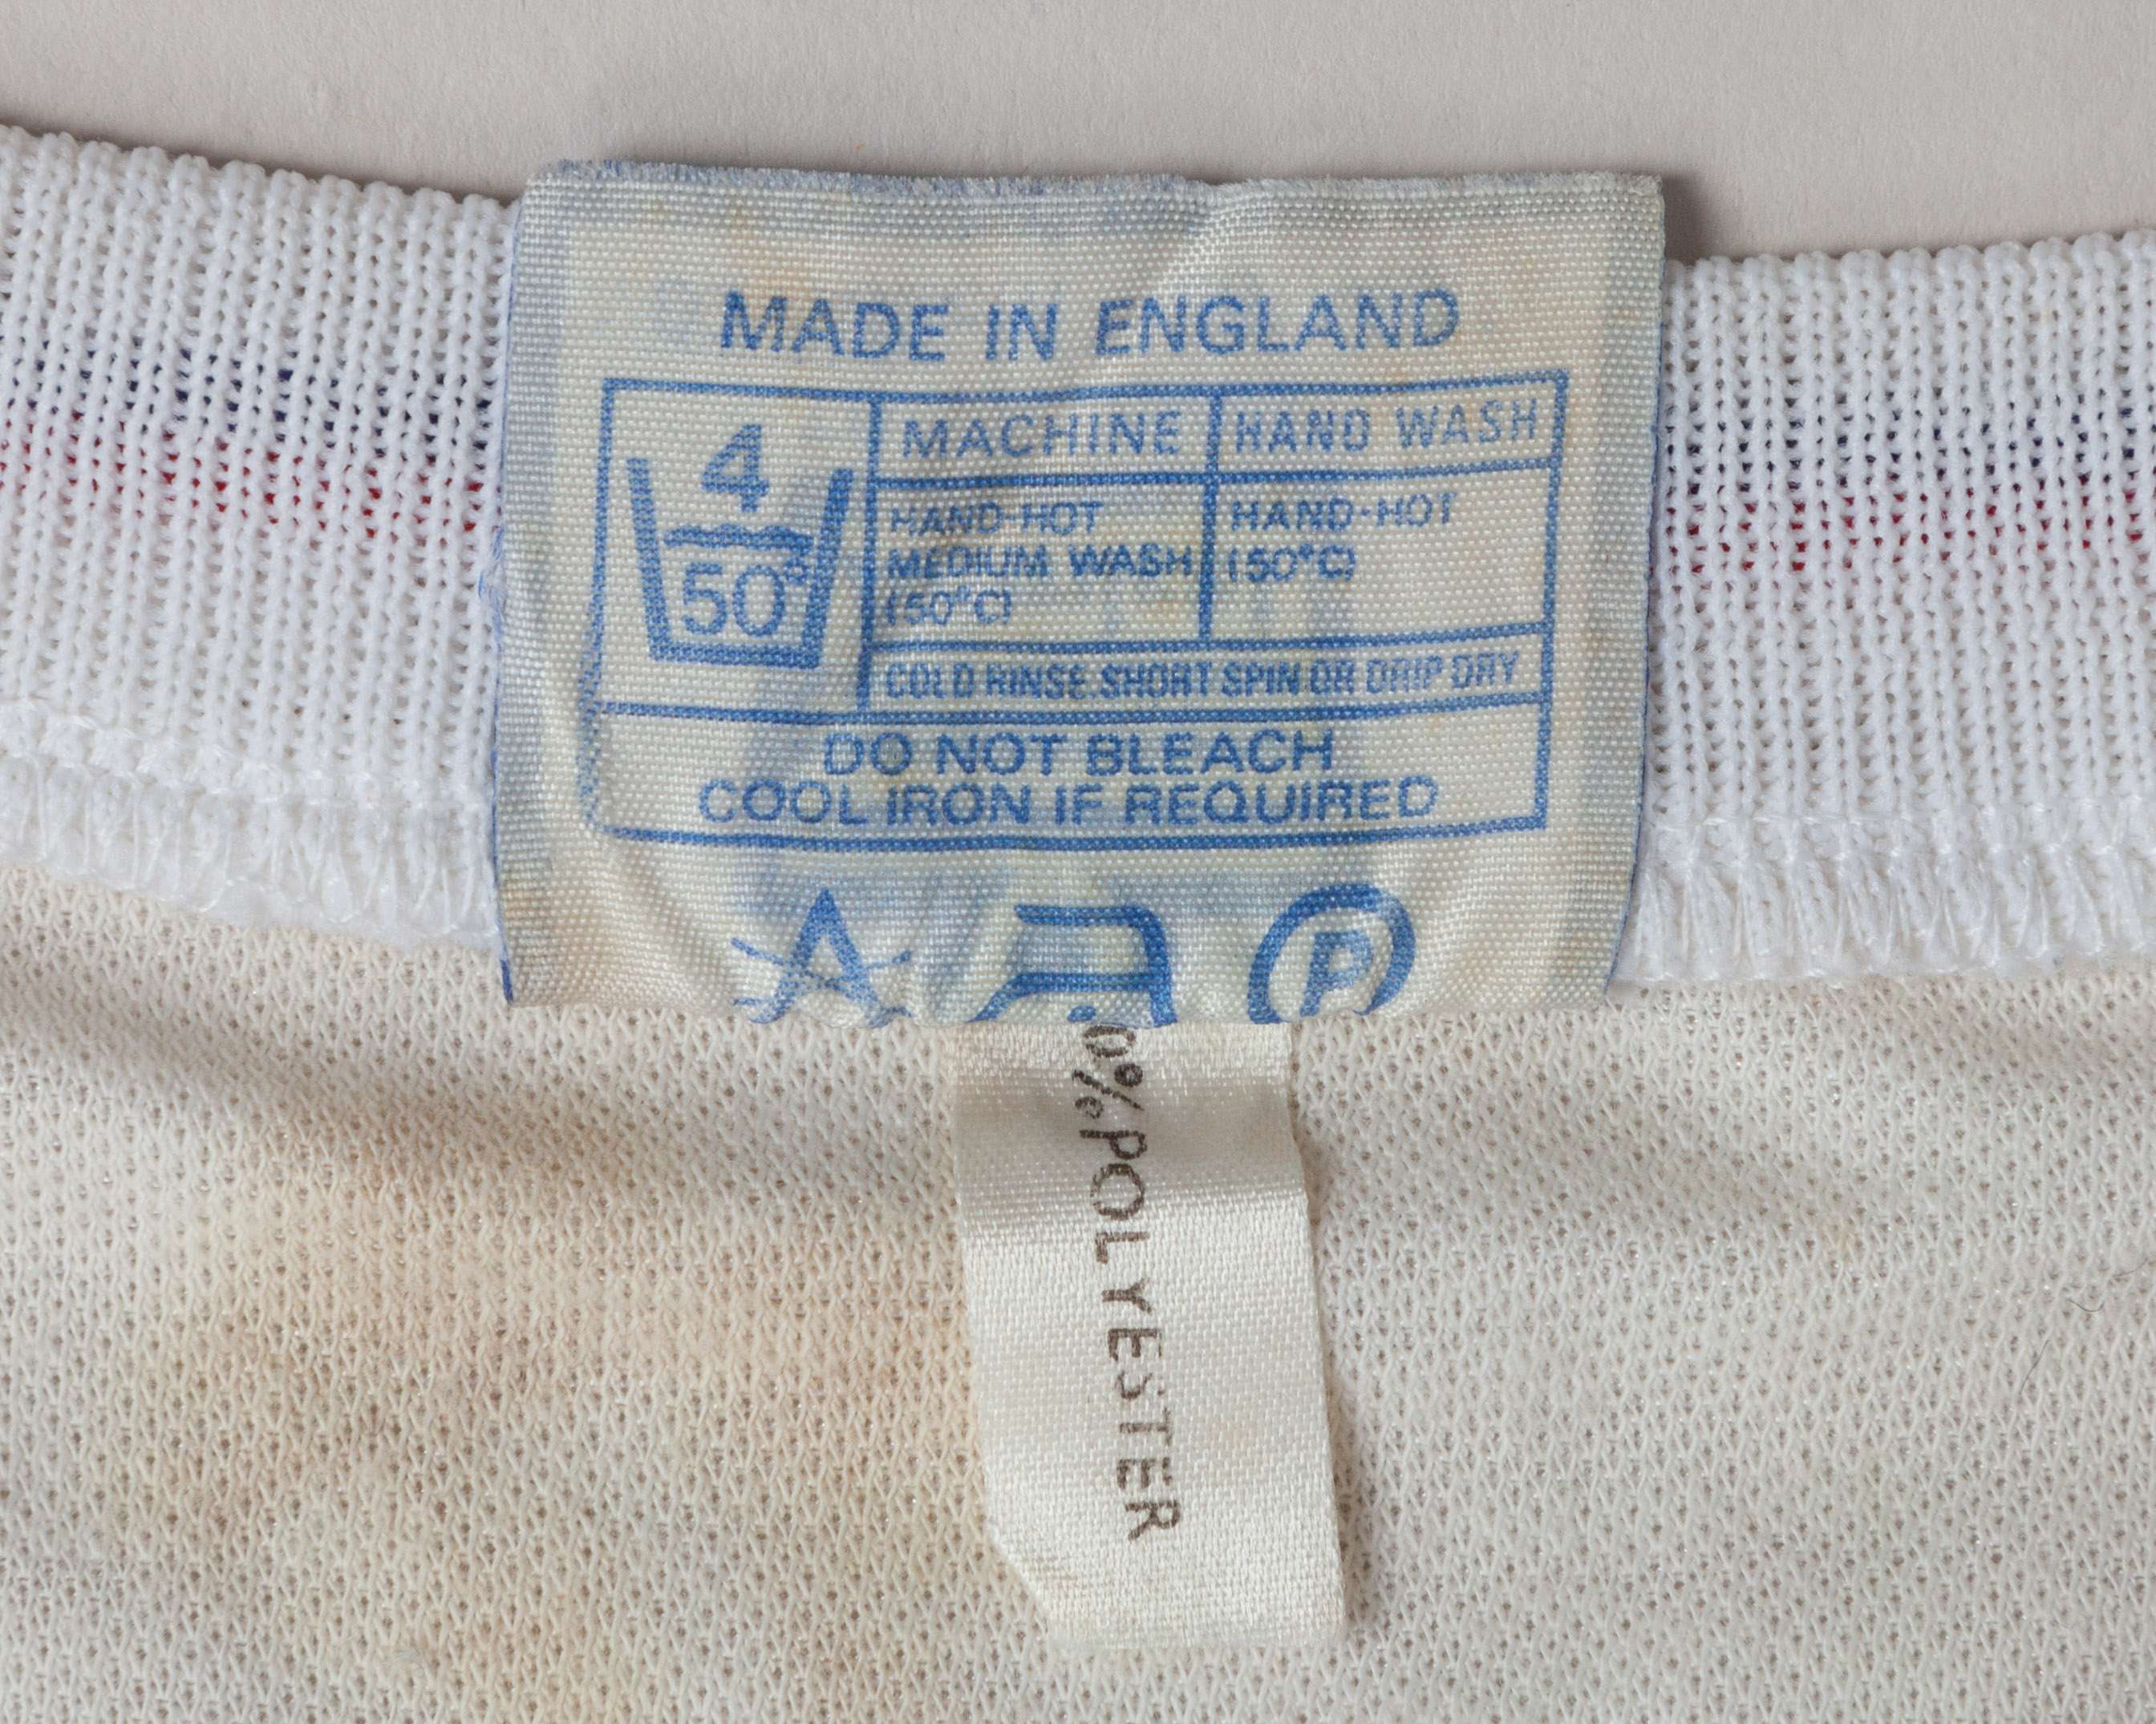 MADE IN ENGLAND
4
50°
MACHINE
HAND WASH
HAND-HOT
MEDIUM WASH
(50°C)
HAND-HOT
(50°C)
COLD RINSE.SHORT SPIN OR DRIP DRY
DO NOT BLEACH
COOL IRON IF REQUIRED
A
P
0% POLYESTER